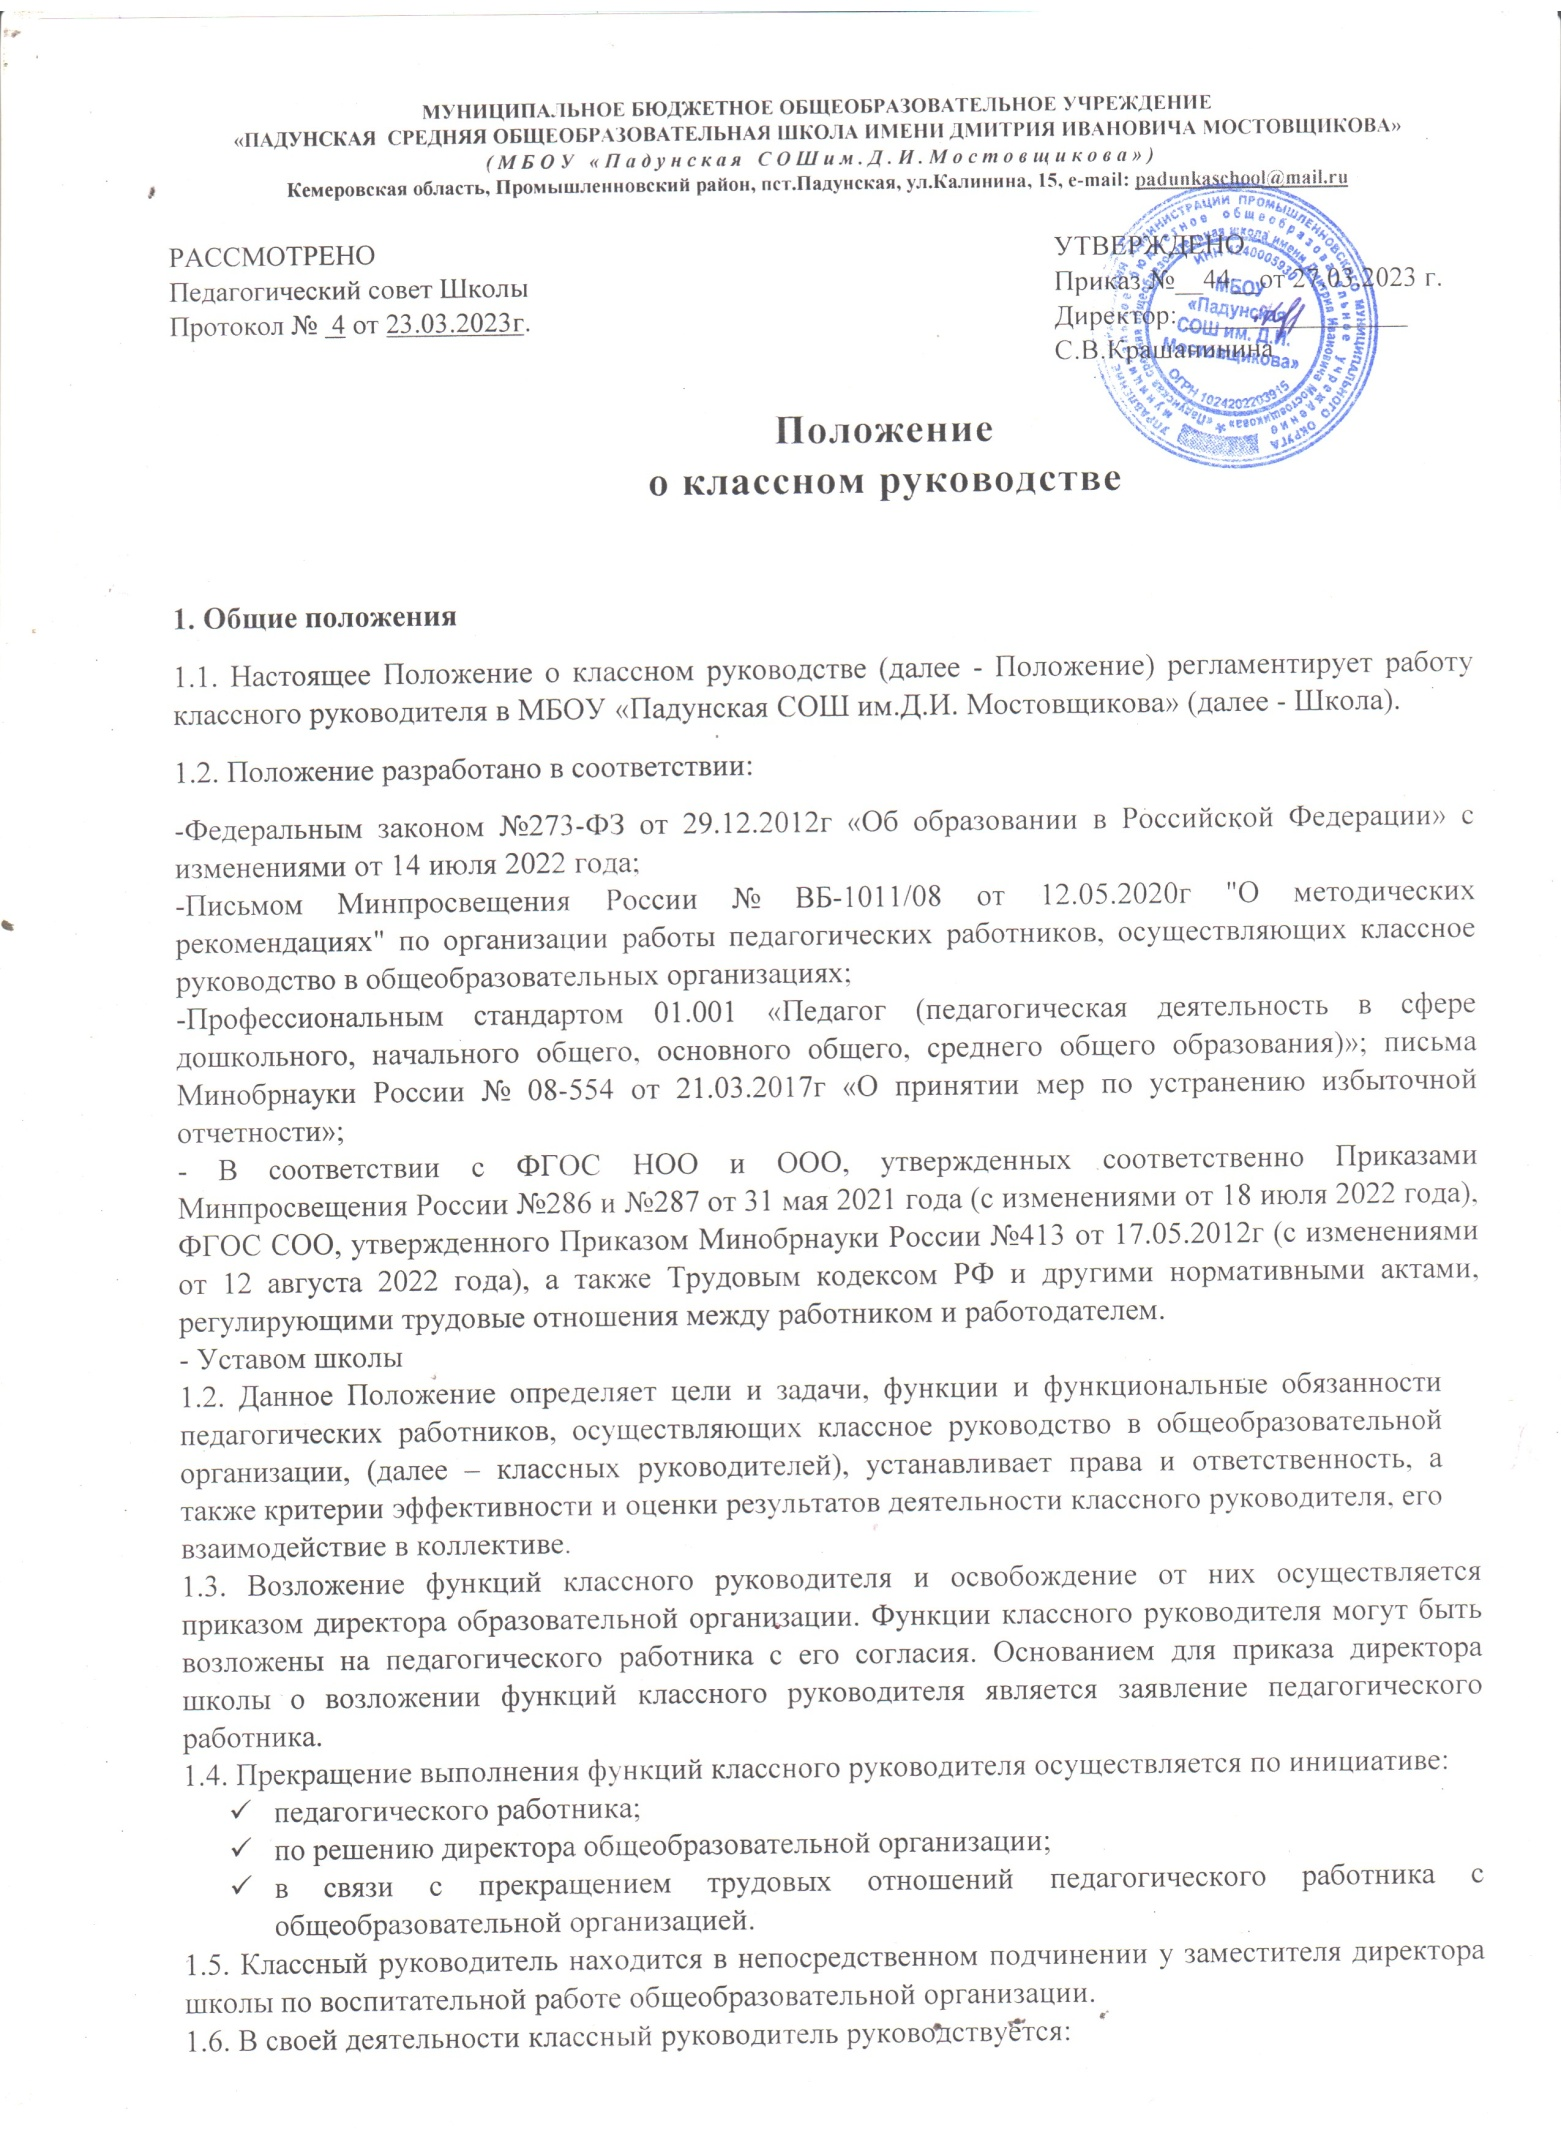 МУНИЦИПАЛЬНОЕ БЮДЖЕТНОЕ ОБЩЕОБРАЗОВАТЕЛЬНОЕ УЧРЕЖДЕНИЕ
«ПАДУНСКАЯ СРЕДНЯЯ ОБЩЕОБРАЗОВАТЕЛЬНАЯ ШКОЛА ИМЕНИ ДМИТРИЯ ИВАНОВИЧА МОСТОВЩИКОВА»
(МБОУ «Падунская СОШ им.Д.И.Мостовщикова»)
Кемеровская область, Промышленновский район, пст.Падунская, ул.Калинина, 15, e-mail: padunkaschool@mail.ru
РАССМОТРЕНО
Педагогический совет Школы
Протокол № 4 от 23.03.2023г.
УТВЕРЖДЕНО
Приказ №__44__от 27.03.2023 г.
Директор:
С.В.Крашанинина
МБОУ
«Падунская
СОШ им. Д.И.
Мостовщикова»
ОГРН 1024202203915
Положение
о классном руководстве
1. Общие положения
1.1. Настоящее Положение о классном руководстве (далее - Положение) регламентирует работу
классного руководителя в МБОУ «Падунская СОШ им.Д.И. Мостовщикова» (далее - Школа).
1.2. Положение разработано в соответствии:
-Федеральным законом №273-ФЗ от 29.12.2012г «Об образовании в Российской Федерации» с
изменениями от 14 июля 2022 года;
-Письмом Минпросвещения России № ВБ-1011/08 от 12.05.2020г "О методических
рекомендациях" по организации работы педагогических работников, осуществляющих классное
руководство в общеобразовательных организациях;
-Профессиональным стандартом 01.001 «Педагог (педагогическая деятельность в сфере
дошкольного, начального общего, основного общего, среднего общего образования)»; письма
Минобрнауки России № 08-554 от 21.03.2017г «О принятии мер по устранению избыточной
отчетности»;
- В соответствии с ФГОС НОО и ООО, утвержденных соответственно Приказами
Минпросвещения России №286 и №287 от 31 мая 2021 года (с изменениями от 18 июля 2022 года),
ФГОС СОО, утвержденного Приказом Минобрнауки России №413 от 17.05.2012г (с изменениями
от 12 августа 2022 года), а также Трудовым кодексом РФ и другими нормативными актами,
регулирующими трудовые отношения между работником и работодателем.
- Уставом школы
1.2. Данное Положение определяет цели и задачи, функции и функциональные обязанности
педагогических работников, осуществляющих классное руководство в общеобразовательной
организации, (далее – классных руководителей), устанавливает права и ответственность, а
также критерии эффективности и оценки результатов деятельности классного руководителя, его
взаимодействие в коллективе.
1.3. Возложение функций классного руководителя и освобождение от них осуществляется
приказом директора образовательной организации. Функции классного руководителя могут быть
возложены на педагогического работника с его согласия. Основанием для приказа директора
школы о возложении функций классного руководителя является заявление педагогического
работника.
1.4. Прекращение выполнения функций классного руководителя осуществляется по инициативе:
✓ педагогического работника;
✓ по решению директора общеобразовательной организации;
✓ в связи с прекращением трудовых отношений педагогического работника с
общеобразовательной организацией.
1.5. Классный руководитель находится в непосредственном подчинении у заместителя директора
школы по воспитательной работе общеобразовательной организации.
1.6. В своей деятельности классный руководитель руководствуется: